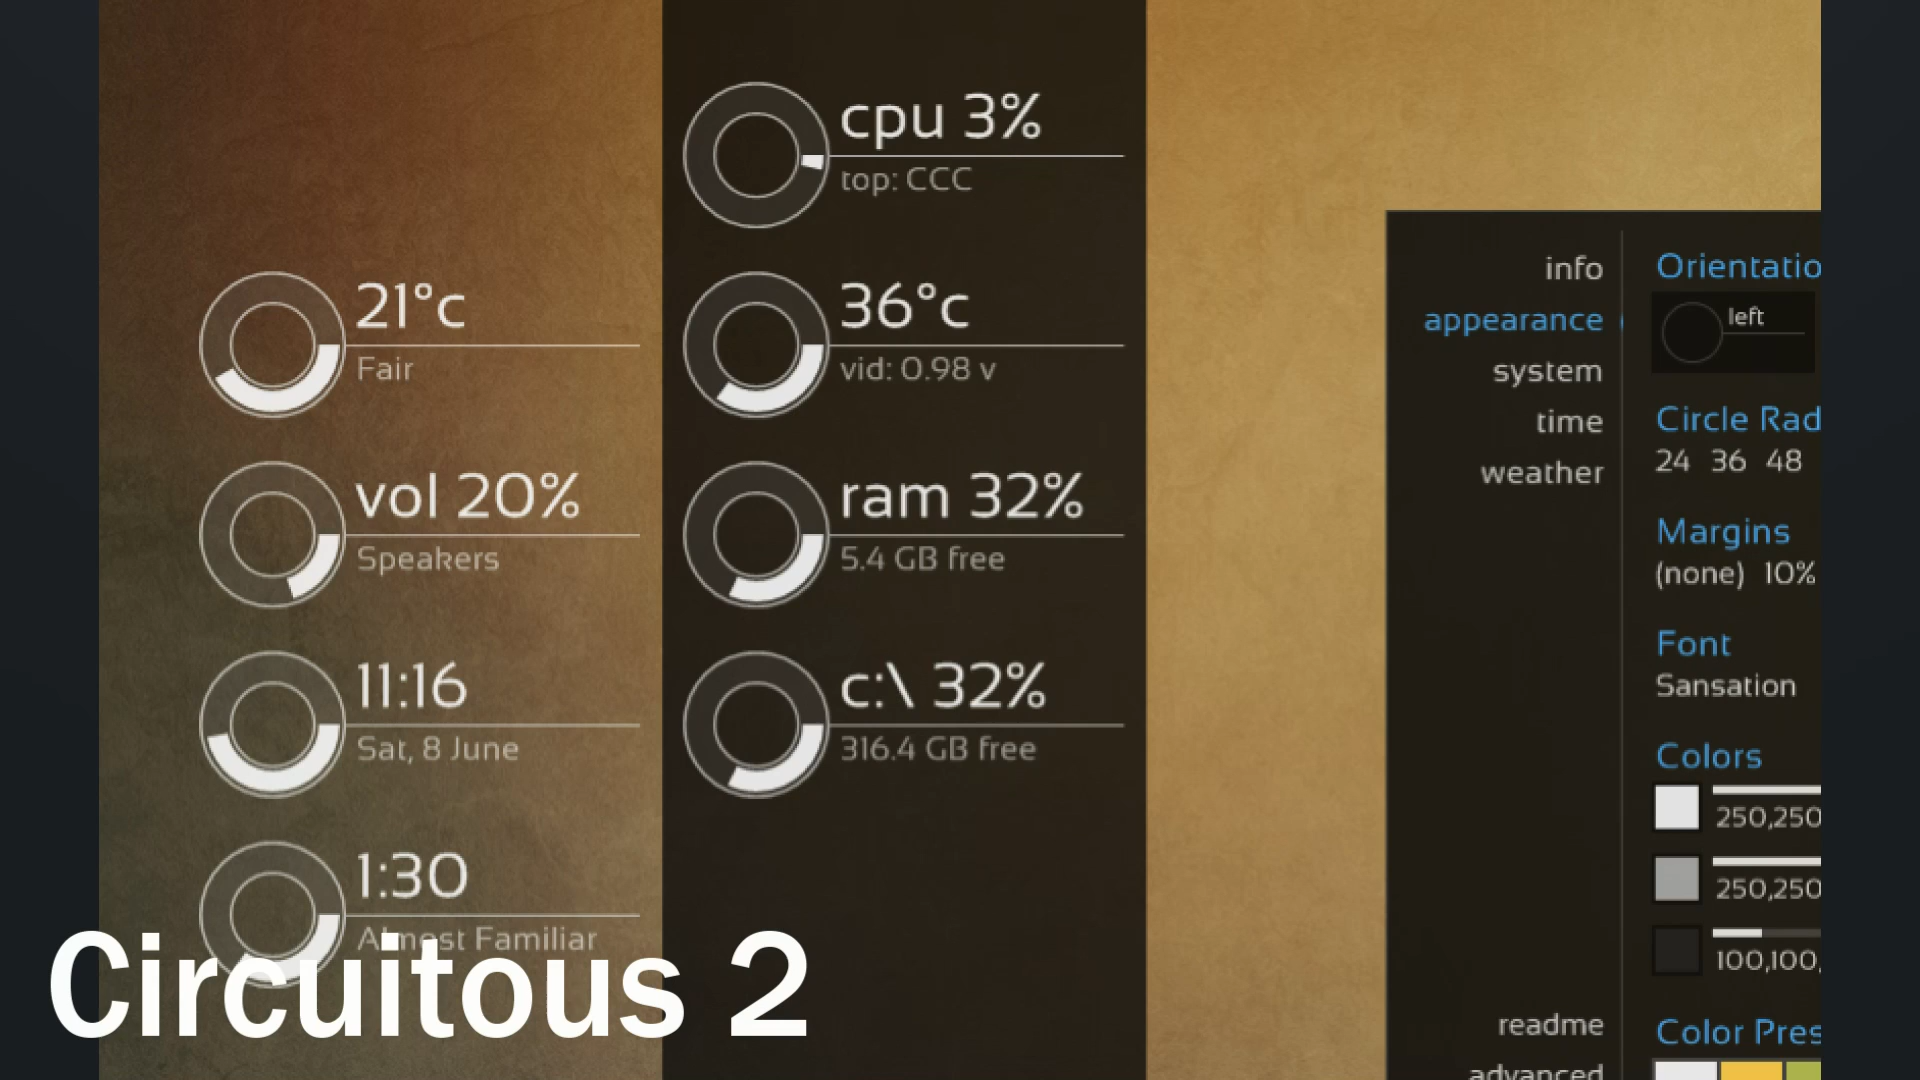 21°c
Fair
vol 20%
Speakers
11:16
Sat, 8 June
1:30
Almost Familiar
cpu 3%
top: CCC
36°c
vid: 0.98 v
ram 32%
5.4 GB free
c:\ 32%
316.4 GB free
info
appearance
system
time
weather
readme
advanced
Orientatio
left
Circle Rad
24 36 48
Margins
(none) 10%
Font
Sansation
Colors
250,250
250,250
100,100,
Color Pres
Circuitous 2